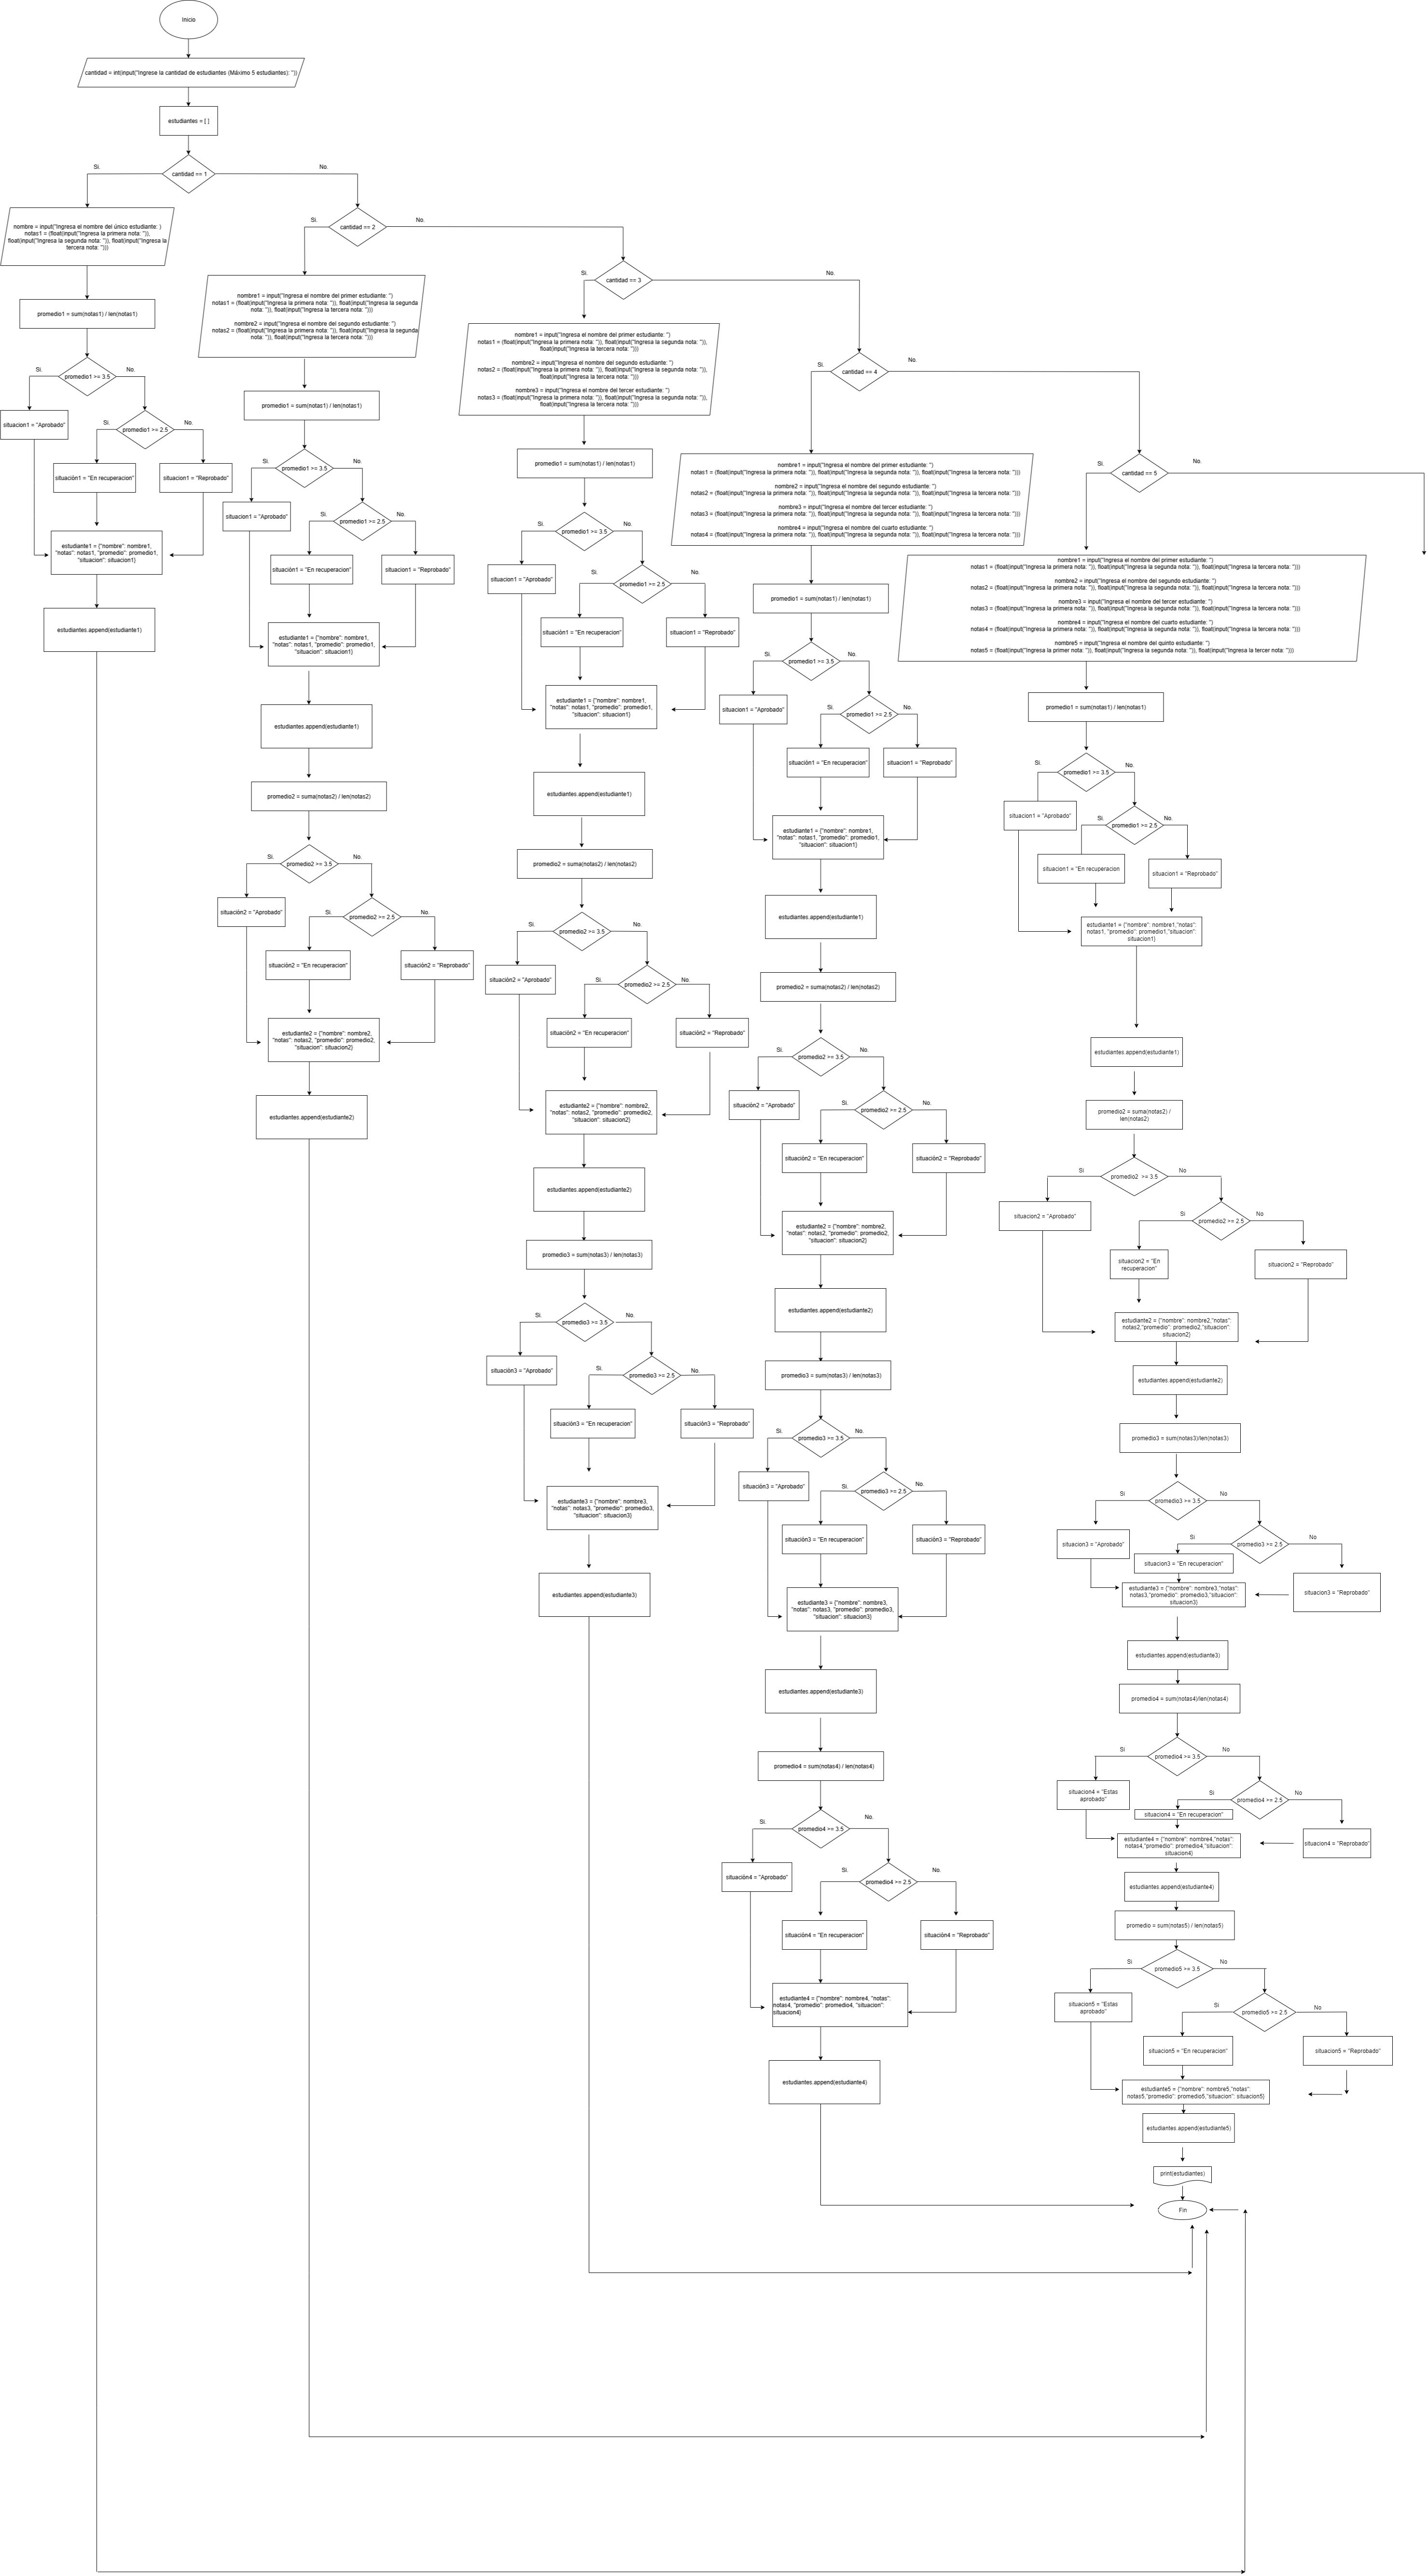 Inicio
cantidad = int(input("Ingrese la cantidad de estudiantes (Máximo 5 estudiantes): "))
estudiantes = [ ]
cantidad == 1
Si.
No.
nombre = input("Ingresa el nombre del único estudiante: )
notas1 = (float(input("Ingresa la primera nota: ")),
float(input("Ingresa la segunda nota: ")), float(input("Ingresa la
tercera nota: ")))
promedio1 = sum(notas1) / len(notas1)
Si.
promedio1 >= 3.5
No.
situacion1 = "Aprobado"
Si.
promedio1 >= 2.5
No.
situación1 = "En recuperacion"
situacion1 = "Reprobado"
estudiante1 = {"nombre": nombre1,
"notas": notas1, "promedio": promedio1,
"situacion": situacion1}
estudiantes.append(estudiante1)
Si.
cantidad == 2
No.
nombre1 = input("Ingresa el nombre del primer estudiante: ")
notas1 = (float(input("Ingresa la primera nota: ")), float(input("Ingresa la segunda
nota: ")), float(input("Ingresa la tercera nota: ")))
nombre2 = input("Ingresa el nombre del segundo estudiante: ")
notas2 = (float(input("Ingresa la primera nota: ")), float(input("Ingresa la segunda
nota: ")), float(input("Ingresa la tercera nota: ")))
promedio1 = sum(notas1) / len(notas1)
Si.
promedio1 >= 3.5
No.
situacion1 = "Aprobado"
Si.
promedio1 >= 2.5
No.
situación1 = "En recuperacion"
situacion1 = "Reprobado"
estudiante1 = {"nombre": nombre1,
"notas": notas1, "promedio": promedio1,
"situacion": situacion1}
estudiantes.append(estudiante1)
promedio2 = suma(notas2) / len(notas2)
Si.
promedio2 >= 3.5
No.
situación2 = "Aprobado"
Si.
promedio2 >= 2.5
No.
situación2 = "En recuperacion"
situación2 = "Reprobado"
estudiante2 = {"nombre": nombre2,
"notas": notas2, "promedio": promedio2,
"situacion": situacion2}
estudiantes.append(estudiante2)
Si.
cantidad == 3
No.
nombre1 = input("Ingresa el nombre del primer estudiante: ")
notas1 = (float(input("Ingresa la primera nota: ")), float(input("Ingresa la segunda nota: ")),
float(input("Ingresa la tercera nota: ")))
nombre2 = input("Ingresa el nombre del segundo estudiante: ")
notas2 = (float(input("Ingresa la primera nota: ")), float(input("Ingresa la segunda nota: ")),
float(input("Ingresa la tercera nota: ")))
nombre3 = input("Ingresa el nombre del tercer estudiante: ")
notas3 = (float(input("Ingresa la primera nota: ")), float(input("Ingresa la segunda nota: ")),
float(input("Ingresa la tercera nota: ")))
promedio1 = sum(notas1) / len(notas1)
Si.
promedio1 >= 3.5
No.
situacion1 = "Aprobado"
Si.
promedio1 >= 2.5
No.
situación1 = "En recuperacion"
situacion1 = "Reprobado"
estudiante1 = {"nombre": nombre1,
"notas": notas1, "promedio": promedio1,
"situacion": situacion1}
estudiantes.append(estudiante1)
promedio2 = suma(notas2) / len(notas2)
Si.
promedio2 >= 3.5
No.
situación2 = "Aprobado"
Si.
promedio2 >= 2.5
No.
situación2 = "En recuperacion"
situación2 = "Reprobado"
estudiante2 = {"nombre": nombre2,
"notas": notas2, "promedio": promedio2,
"situacion": situacion2}
estudiantes.append(estudiante2)
promedio3 = sum(notas3) / len(notas3)
Si.
promedio3 >= 3.5
No.
situación3 = "Aprobado"
Si.
promedio3 >= 2.5
No.
situación3 = "En recuperacion"
situación3 = "Reprobado"
estudiante3 = {"nombre": nombre3,
"notas": notas3, "promedio": promedio3,
"situacion": situacion3}
estudiantes.append(estudiante3)
Si.
cantidad == 4
No.
nombre1 = input("Ingresa el nombre del primer estudiante: ")
notas1 = (float(input("Ingresa la primera nota: ")), float(input("Ingresa la segunda nota: ")), float(input("Ingresa la tercera nota: ")))
nombre2 = input("Ingresa el nombre del segundo estudiante: ")
notas2 = (float(input("Ingresa la primera nota: ")), float(input("Ingresa la segunda nota: ")), float(input("Ingresa la tercera nota: ")))
nombre3 = input("Ingresa el nombre del tercer estudiante: ")
notas3 = (float(input("Ingresa la primera nota: ")), float(input("Ingresa la segunda nota: ")), float(input("Ingresa la tercera nota: ")))
nombre4 = input("Ingresa el nombre del cuarto estudiante: ")
notas4 = (float(input("Ingresa la primera nota: ")), float(input("Ingresa la segunda nota: ")), float(input("Ingresa la tercera nota: ")))
promedio1 = sum(notas1) / len(notas1)
Si.
promedio1 >= 3.5
No.
situacion1 = "Aprobado"
Si.
promedio1 >= 2.5
No.
situación1 = "En recuperacion"
situacion1 = "Reprobado"
estudiante1 = {"nombre": nombre1,
"notas": notas1, "promedio": promedio1,
"situacion": situacion1}
estudiantes.append(estudiante1)
promedio2 = suma(notas2) / len(notas2)
Si.
promedio2 >= 3.5
No.
situación2 = "Aprobado"
Si.
promedio2 >= 2.5
No.
situación2 = "En recuperacion"
situación2 = "Reprobado"
estudiante2 = {"nombre": nombre2,
"notas": notas2, "promedio": promedio2,
"situacion": situacion2}
estudiantes.append(estudiante2)
promedio3 = sum(notas3) / len(notas3)
Si.
promedio3 >= 3.5
No.
situación3 = "Aprobado"
Si.
promedio3 >= 2.5
No.
situación3 = "En recuperacion"
situación3 = "Reprobado"
estudiante3 = {"nombre": nombre3,
"notas": notas3, "promedio": promedio3,
"situacion": situacion3}
estudiantes.append(estudiante3)
promedio4 = sum(notas4) / len(notas4)
Si.
promedio4 >= 3.5
No.
situación4 = "Aprobado"
Si.
promedio4 >= 2.5
No.
situación4 = "En recuperacion"
situación4 = "Reprobado"
estudiante4 = {"nombre": nombre4, "notas":
notas4, "promedio": promedio4, "situacion":
situacion4}
estudiantes.append(estudiante4)
Si.
cantidad == 5
No.
nombre1 = input("Ingresa el nombre del primer estudiante: ")
notas1 = (float(input("Ingresa la primera nota: ")), float(input("Ingresa la segunda nota: ")), float(input("Ingresa la tercera nota: ")))
nombre2 = input("Ingresa el nombre del segundo estudiante: ")
notas2 = (float(input("Ingresa la primera nota: ")), float(input("Ingresa la segunda nota: ")), float(input("Ingresa la tercera nota: ")))
nombre3 = input("Ingresa el nombre del tercer estudiante: ")
notas3 = (float(input("Ingresa la primera nota: ")), float(input("Ingresa la segunda nota: ")), float(input("Ingresa la tercera nota: ")))
nombre4 = input("Ingresa el nombre del cuarto estudiante: ")
notas4 = (float(input("Ingresa la primera nota: ")), float(input("Ingresa la segunda nota: ")), float(input("Ingresa la tercera nota: ")))
nombre5 = input("Ingresa el nombre del quinto estudiante: ")
notas5 = (float(input("Ingresa la primer nota: ")), float(input("Ingresa la segunda nota: ")), float(input("Ingresa la tercer nota: ")))
promedio1 = sum(notas1) / len(notas1)
Si.
promedio1 >= 3.5
No.
situacion1 = "Aprobado"
Si.
promedio1 >= 2.5
No.
situacion1 = "En recuperacion
situacion1 = "Reprobado"
estudiante1 = {"nombre": nombre1,"notas":
notas1, "promedio": promedio1,"situacion":
situacion1}
estudiantes.append(estudiante1)
promedio2 = suma(notas2) /
len(notas2)
Si
promedio2 >= 3.5
No
situacion2 = "Aprobado"
Si
promedio2 >= 2.5
No
situacion2 = "En
recuperacion"
situacion2 = "Reprobado"
estudiante2 = {"nombre": nombre2,"notas":
notas2,"promedio": promedio2,"situacion":
situacion2}
estudiantes.append(estudiante2)
promedio3 = sum(notas3)/len(notas3)
Si
promedio3 >= 3.5
No
situacion3 = "Aprobado"
Si
promedio3 >= 2.5
No
situacion3 = "En recuperacion"
situacion3 = "Reprobado"
estudiante3 = {"nombre": nombre3,"notas":
notas3,"promedio": promedio3,"situacion":
situacion3}
estudiantes.append(estudiante3)
promedio4 = sum(notas4)/len(notas4)
Si
promedio4 >= 3.5
No
situacion4 = "Estas
aprobado"
Si
promedio4 >= 2.5
No
situacion4 = "En recuperacion"
situacion4 = "Reprobado"
estudiante4 = {"nombre": nombre4,"notas":
notas4,"promedio": promedio4,"situacion":
situacion4}
estudiantes.append(estudiante4)
promedio = sum(notas5) / len(notas5)
Si
promedio5 >= 3.5
No
situacion5 = "Estas
aprobado"
Si
promedio5 >= 2.5
No
situacion5 = "En recuperacion"
situacion5 = "Reprobado"
estudiante5 = {"nombre": nombre5,"notas":
notas5,"promedio": promedio5,"situacion": situacion5}
estudiantes.append(estudiante5)
print(estudiantes)
Fin